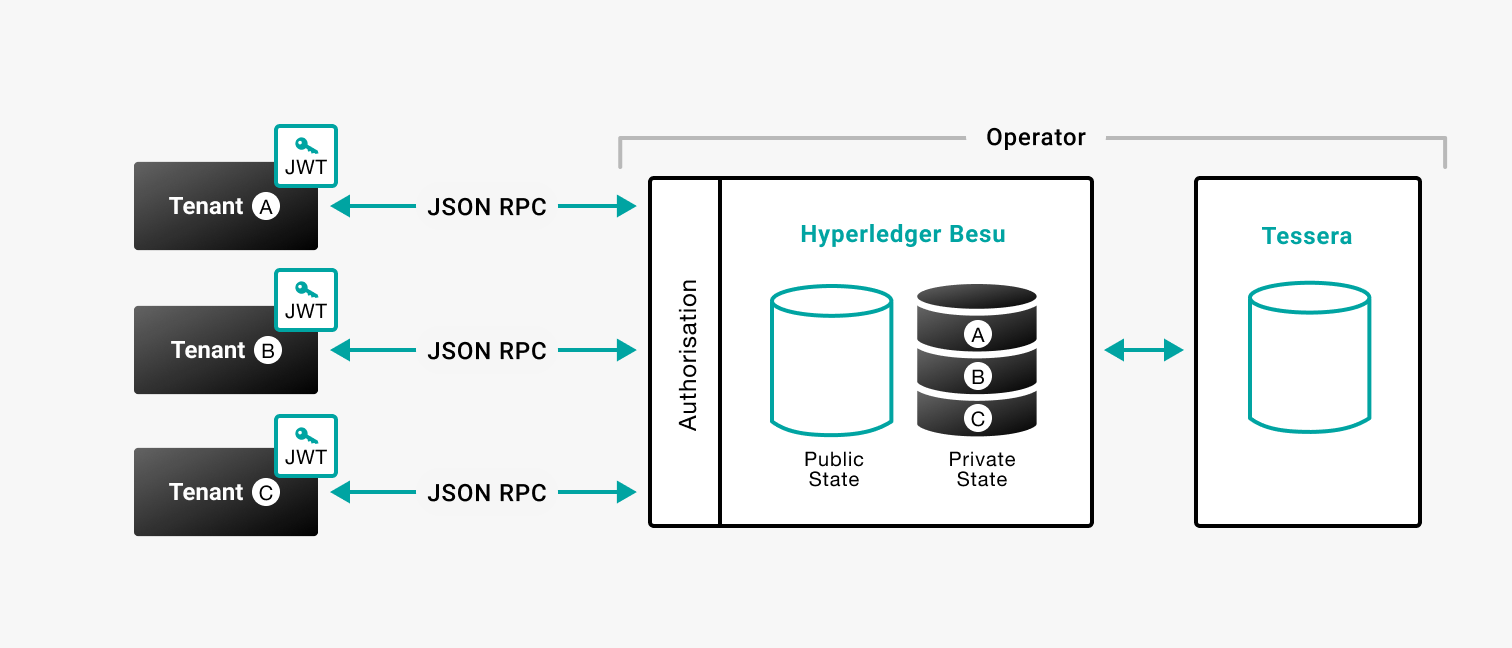 Operator
JWT
Tenant A
JSON RPC
JWT
Tenant B
JSON RPC
JWT
Tenant C
JSON RPC
Authorisation
Hyperledger Besu
A
B
C
Public
State
Private
State
Tessera